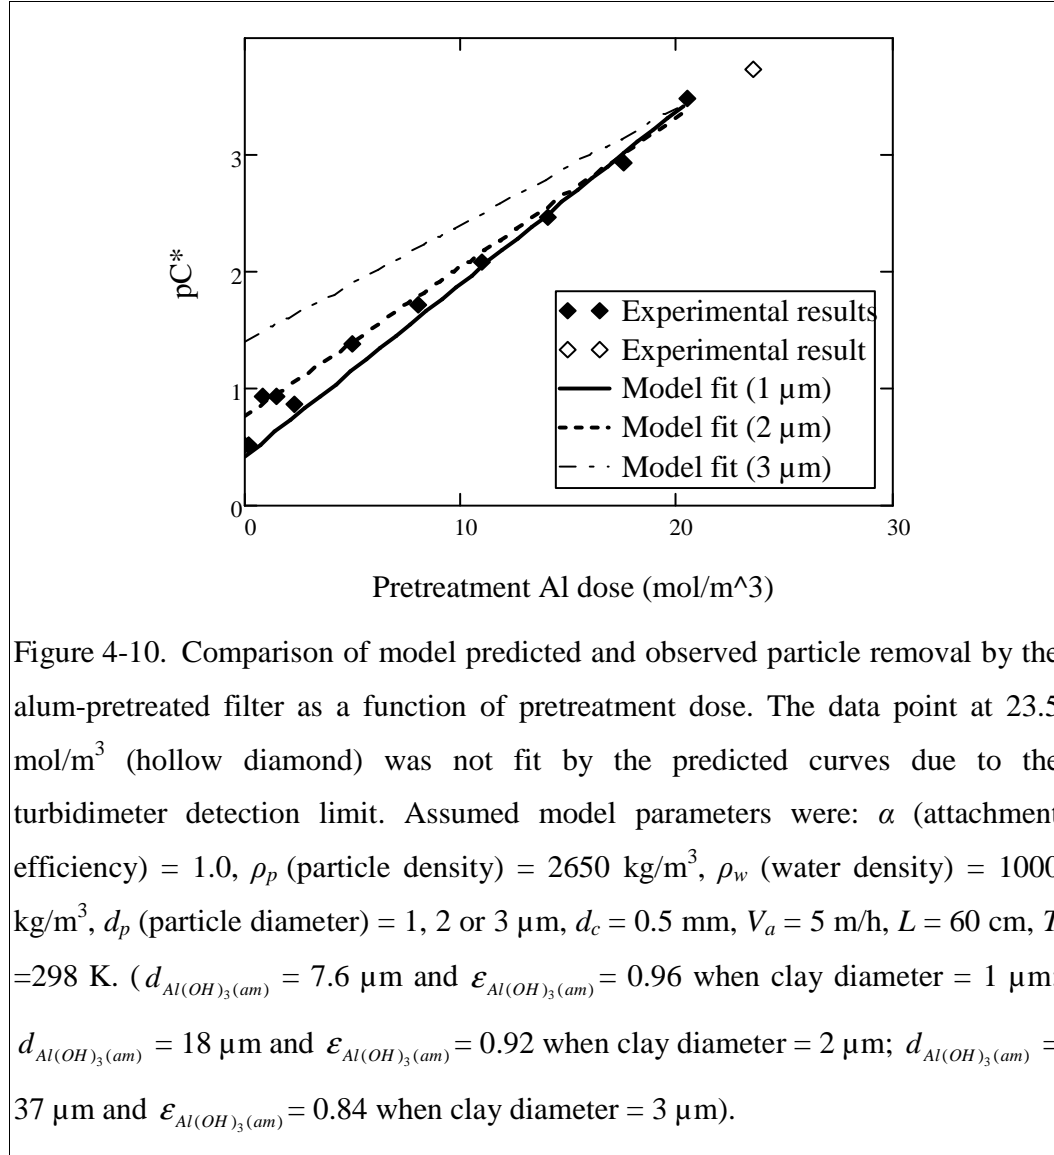 3
2
1
0
0
10
20
30
pC*
Experimental results
Experimental result
Model fit (1 µm)
Model fit (2 µm)
Model fit (3 µm)
Pretreatment Al dose (mol/m^3)
Figure 4-10. Comparison of model predicted and observed particle removal by the
alum-pretreated filter as a function of pretreatment dose. The data point at 23.5
mol/m³ (hollow diamond) was not fit by the predicted curves due to the
turbidimeter detection limit. Assumed model parameters were: α (attachment
efficiency) = 1.0, ρp (particle density) = 2650 kg/m³, ρw (water density) = 1000
kg/m³, dp (particle diameter) = 1, 2 or 3 µm, dc = 0.5 mm, Va = 5 m/h, L = 60 cm, T
=298 K. (dAl(OH)3(am) = 7.6 µm and εAl(OH)3(am) = 0.96 when clay diameter = 1 µm;
dAl(OH)3(am) = 18 µm and εAl(OH)3(am) = 0.92 when clay diameter = 2 µm; dAl(OH)3(am) =
37 µm and εAl(OH)3(am) = 0.84 when clay diameter = 3 µm).